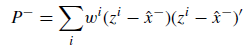 P⁻ = ∑ᵢ wⁱ(zⁱ - x̂⁻)(zⁱ - x̂⁻)′